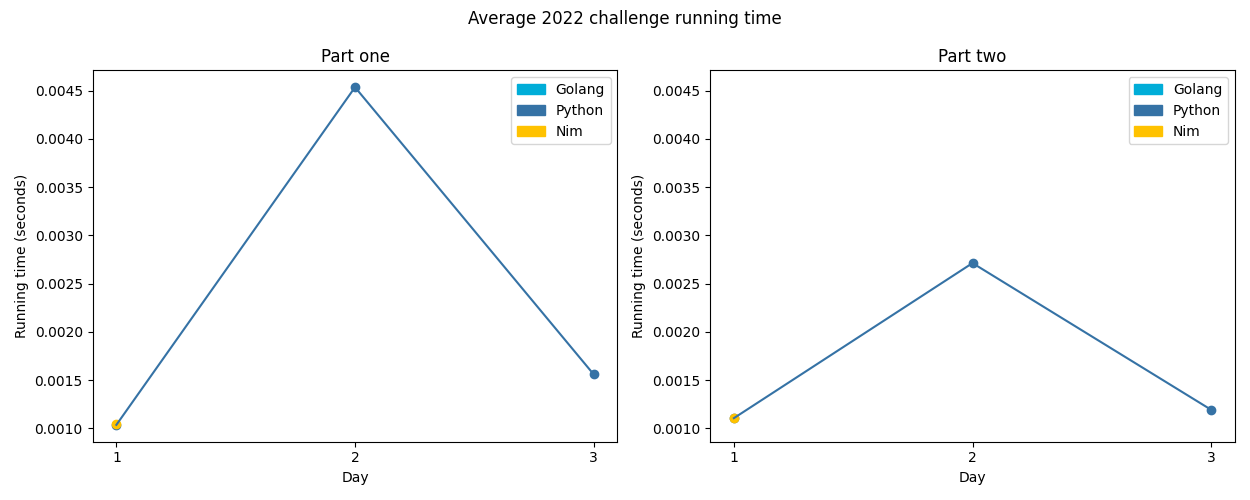 Average 2022 challenge running time
Part one
Running time (seconds)
0.0045
0.0040
0.0035
0.0030
0.0025
0.0020
0.0015
0.0010
1 2 3
Day
Golang
Python
Nim
Part two
Running time (seconds)
0.0045
0.0040
0.0035
0.0030
0.0025
0.0020
0.0015
0.0010
1 2 3
Day
Golang
Python
Nim